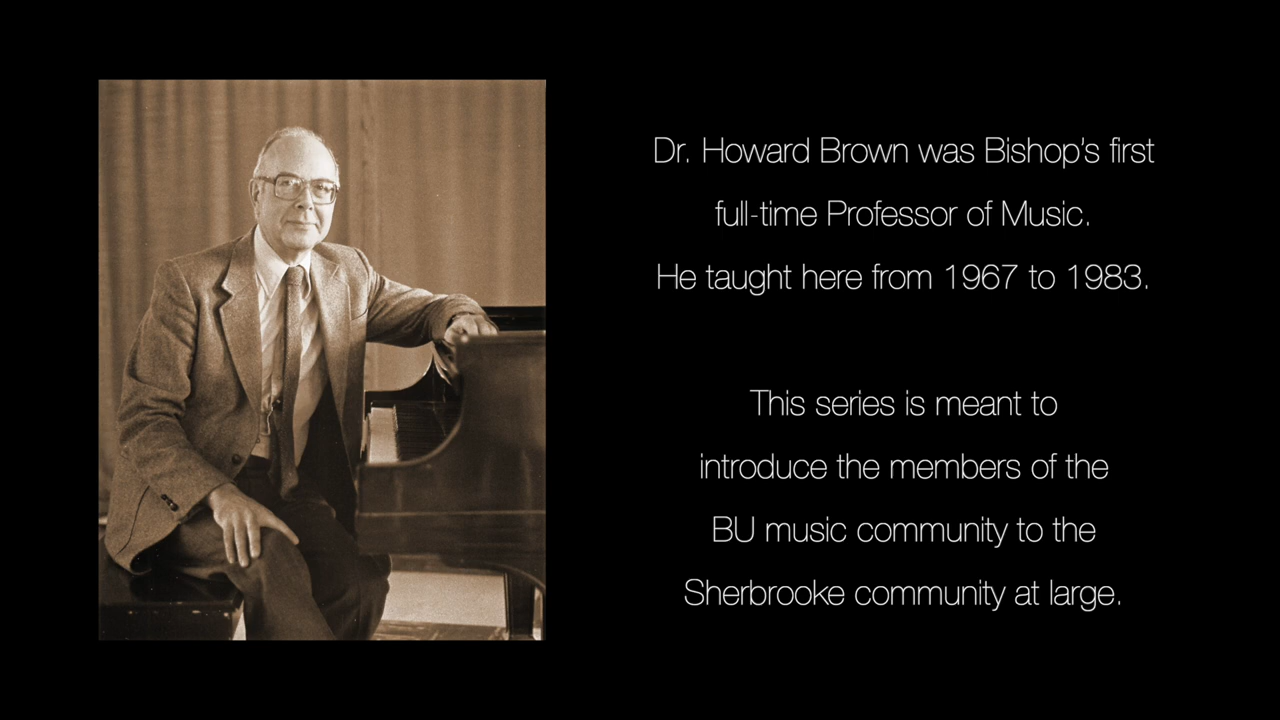 Dr. Howard Brown was Bishop's first
full-time Professor of Music.
He taught here from 1967 to 1983.
This series is meant to
introduce the members of the
BU music community to the
Sherbrooke community at large.